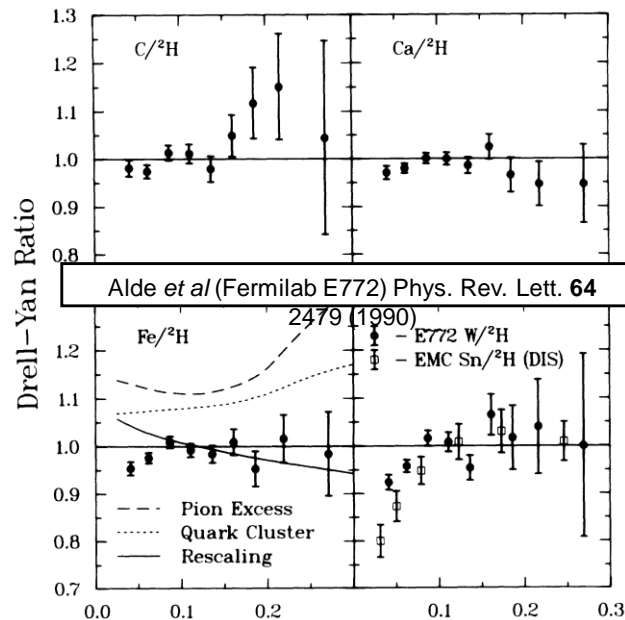 1.3
C/²H
Ca/²H
1.2
1.1
1.0
0.9
0.8
Drell-Yan Ratio
Alde et al (Fermilab E772) Phys. Rev. Lett. 64
2479 (1990)
Fe/²H
- E772 W/²H
- EMC Sn/²H (DIS)
1.2
1.1
1.0
0.9
Pion Excess
0.8
Quark Cluster
Rescaling
0.7
0.0
0.1
0.2
0.1
0.2
0.3